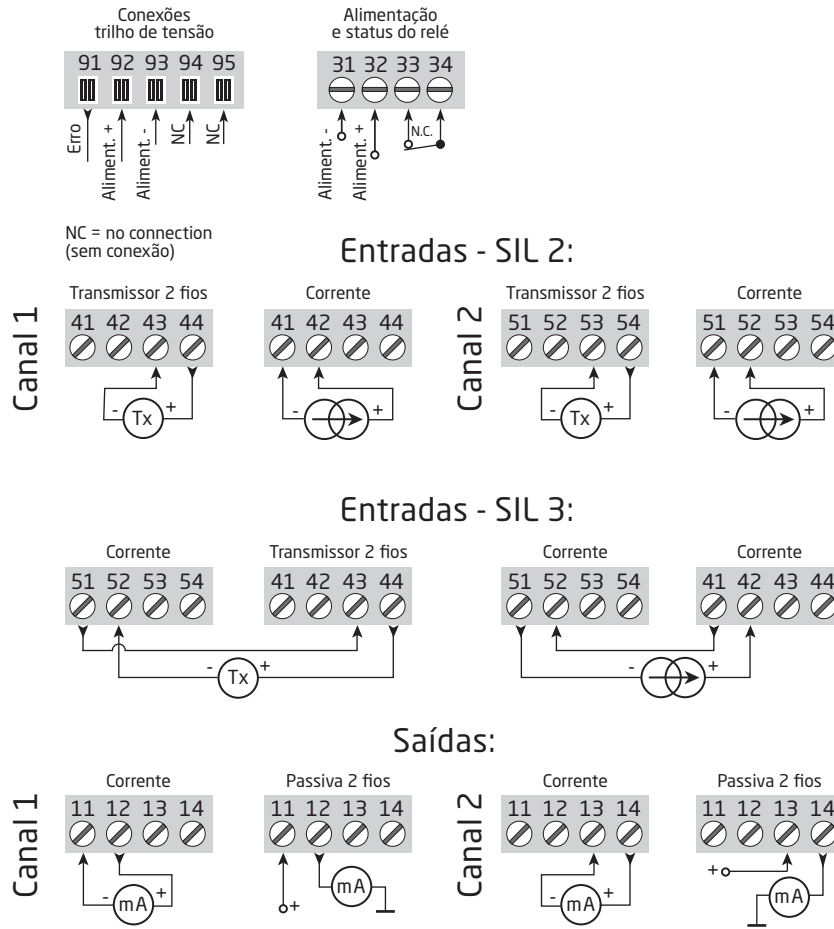 Conexões
trilho de tensão
91 92 93 94 95
Erro
Aliment. +
Aliment. -
NC
NC
NC = no connection
(sem conexão)
Alimentação
e status do relé
31 32 33 34
Aliment. -
Aliment. +
N.C.
Entradas - SIL 2:
Canal 1
Transmissor 2 fios
41 42 43 44
- Tx +
Corrente
41 42 43 44
- +
Canal 2
Transmissor 2 fios
51 52 53 54
- Tx +
Corrente
51 52 53 54
- +
Entradas - SIL 3:
Corrente
51 52 53 54
Transmissor 2 fios
41 42 43 44
- Tx +
Corrente
51 52 53 54
Corrente
41 42 43 44
- +
Saídas:
Canal 1
Corrente
11 12 13 14
- mA +
Passiva 2 fios
11 12 13 14
+
mA
Canal 2
Corrente
11 12 13 14
- mA +
Passiva 2 fios
11 12 13 14
+
mA